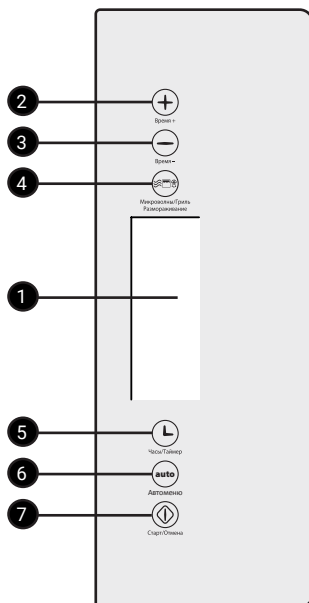 2
Время +
3
Время –
4
Микроволны/Гриль
Размораживание
1
5
Часы/Таймер
6
auto
Автоменю
7
Старт/Отмена